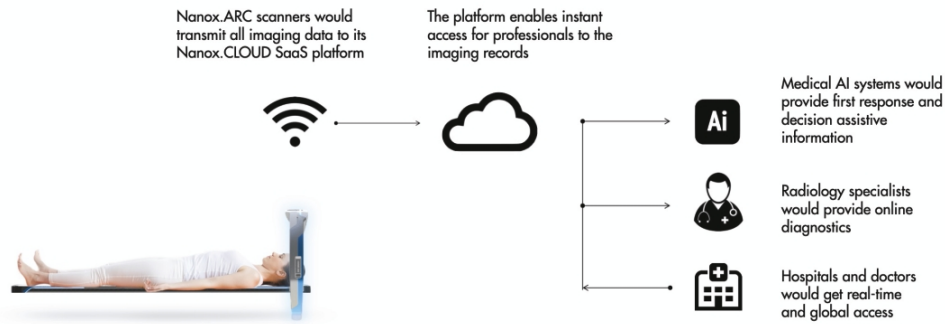 Nanox.ARC scanners would
transmit all imaging data to its
Nanox.CLOUD SaaS platform
The platform enables instant
access for professionals to the
imaging records
Medical AI systems would
provide first response and
decision assistive
information
Ai
Radiology specialists
would provide online
diagnostics
Hospitals and doctors
would get real-time
and global access